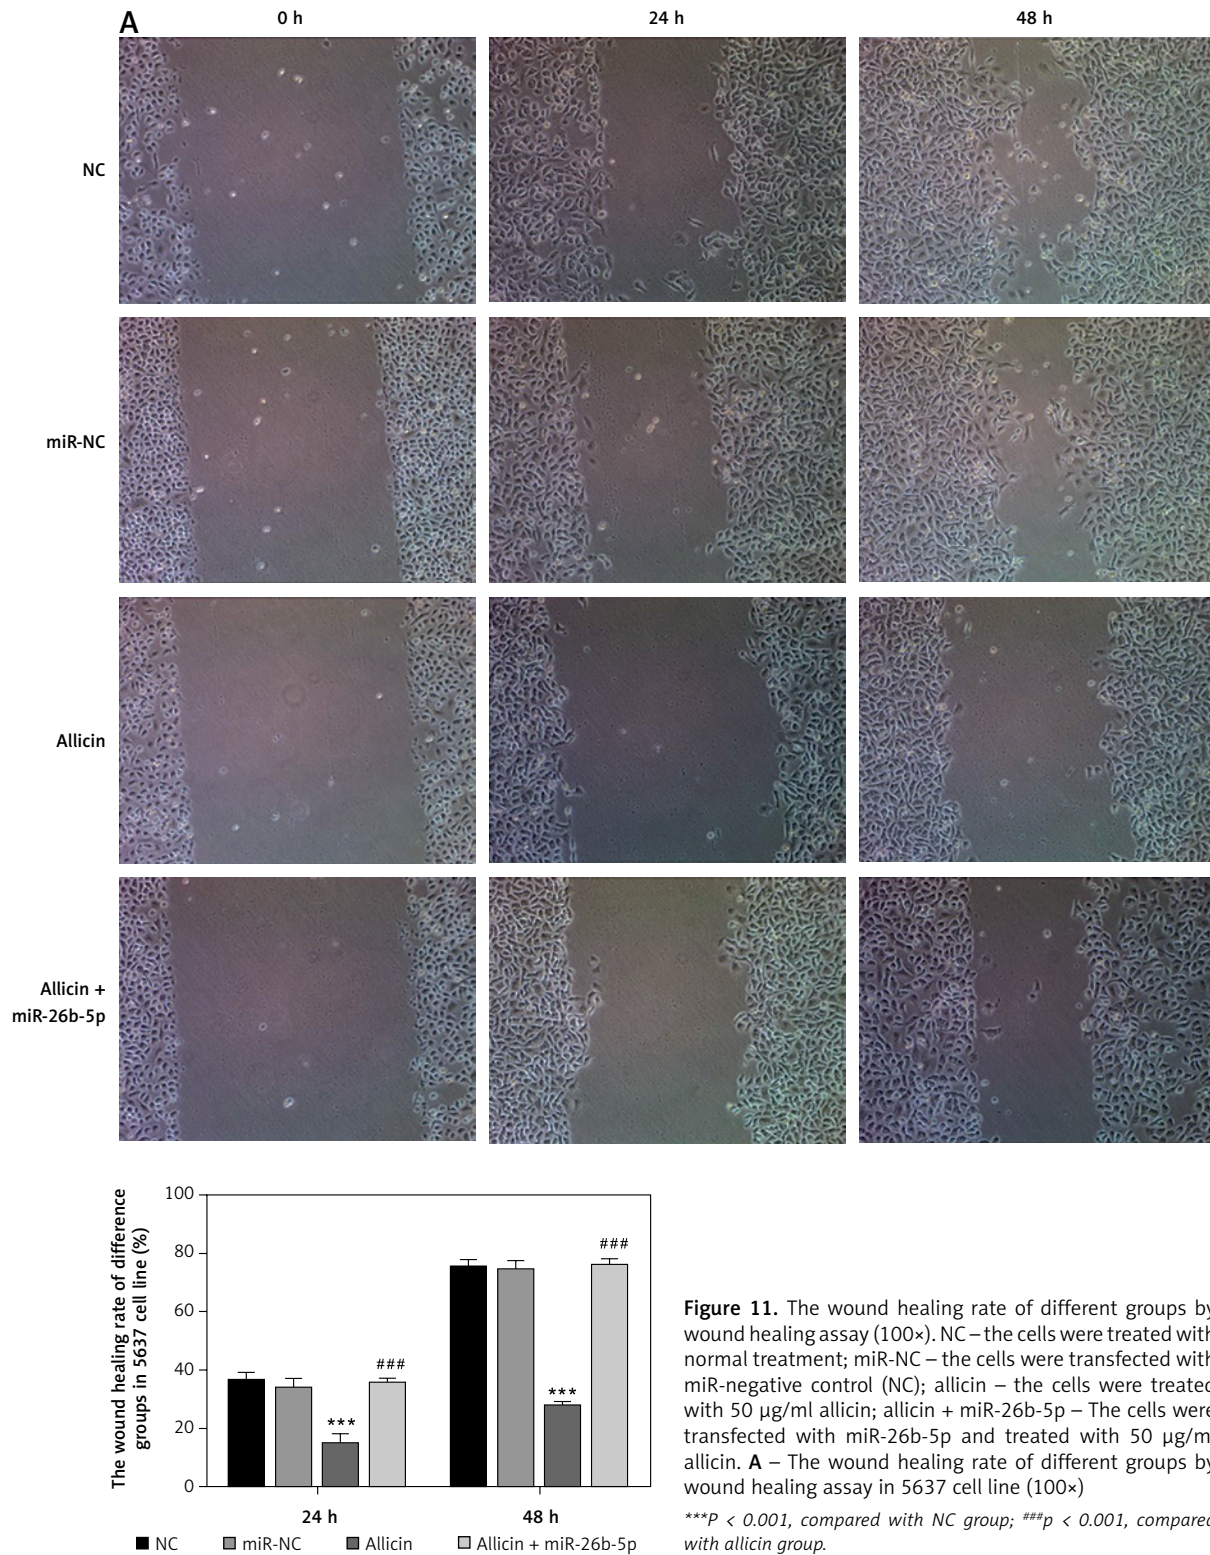 A
0 h
24 h
48 h
NC
miR-NC
Allicin
Allicin +
miR-26b-5p
The wound healing rate of difference
groups in 5637 cell line (%)
100
80
60
40
20
0
***
###
***
###
24 h
48 h
NC
miR-NC
Allicin
Allicin + miR-26b-5p
Figure 11. The wound healing rate of different groups by
wound healing assay (100×). NC – the cells were treated with
normal treatment; miR-NC – the cells were transfected with
miR-negative control (NC); allicin – the cells were treated
with 50 µg/ml allicin; allicin + miR-26b-5p – The cells were
transfected with miR-26b-5p and treated with 50 µg/ml
allicin. A – The wound healing rate of different groups by
wound healing assay in 5637 cell line (100×)
***P < 0.001, compared with NC group; ###p < 0.001, compared
with allicin group.